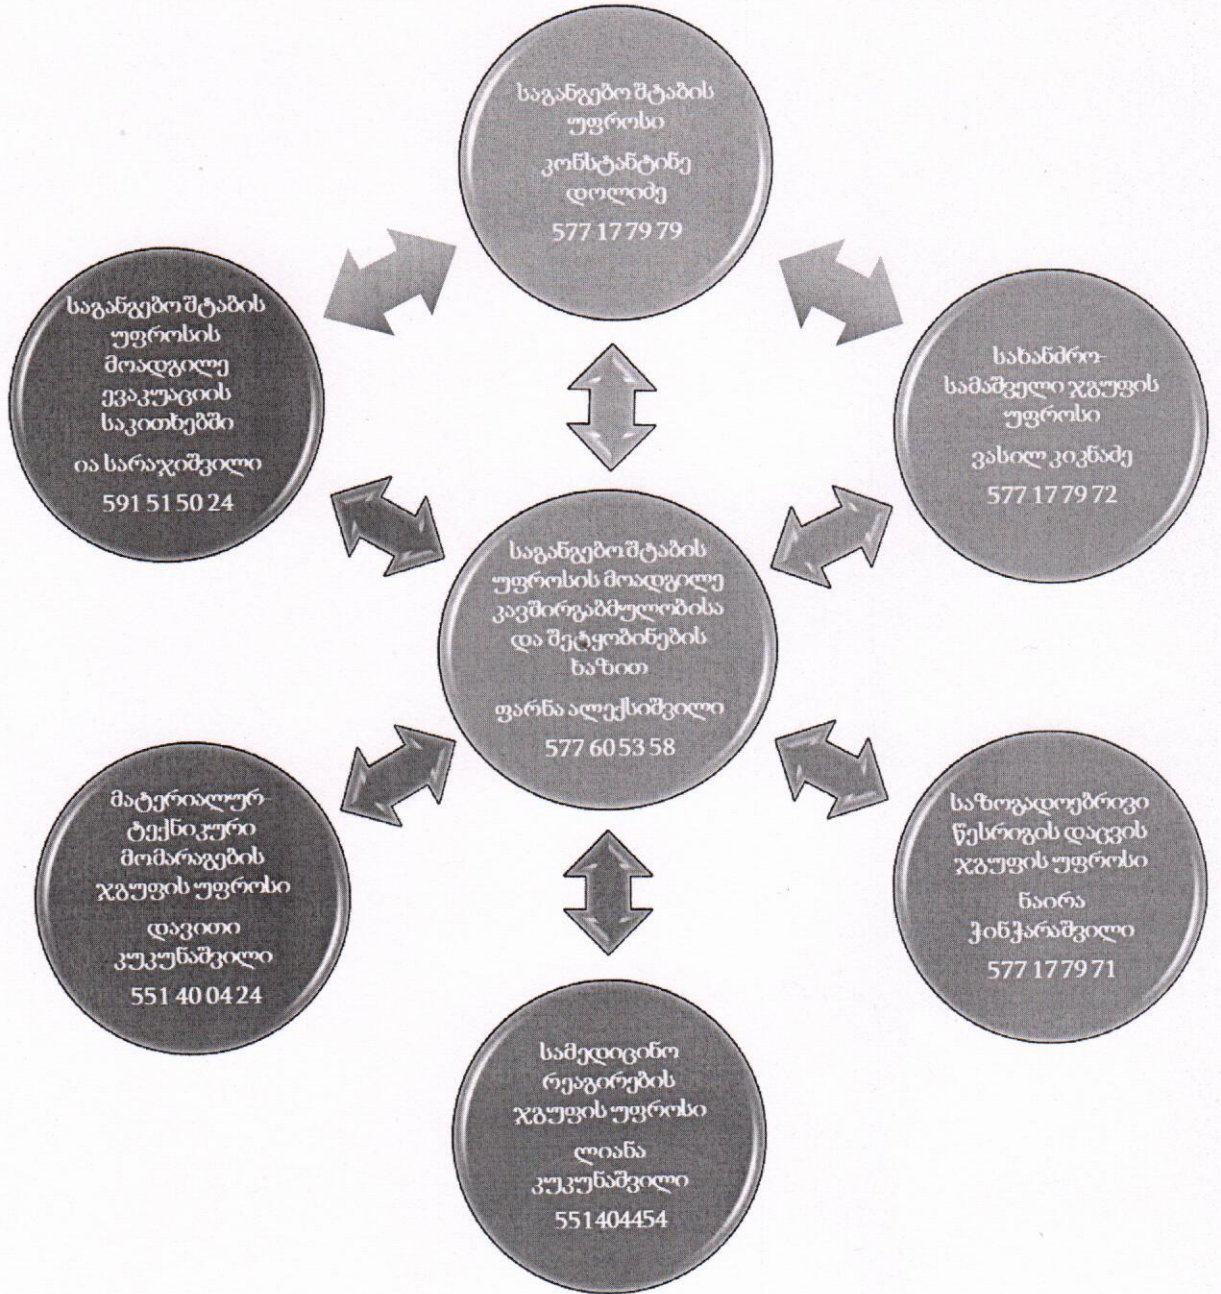 საგანგებო შტაბის
უფროსი
კონსტანტინე
დოლიძე
577 17 79 79
საგანგებო შტაბის
უფროსის
მოადგილე
ევაკუაციის
საკითხებში
ია სარაჯიშვილი
591 51 50 24
სახანძრო-
სამაშველი ჯგუფის
უფროსი
ვასილ კიკნაძე
577 17 79 72
საგანგებო შტაბის
უფროსის მოადგილე
კავშირგაბმულობისა
და შეტყობინების
ხაზით
ფარნა ალექსიშვილი
577 60 53 58
მატერიალურ-
ტექნიკური
მომარაგების
ჯგუფის უფროსი
დავითი
კუკუნაშვილი
551 40 04 24
საზოგადოებრივი
წესრიგის დაცვის
ჯგუფის უფროსი
ნაირა
ჭინჭარაშვილი
577 17 79 71
სამედიცინო
რეაგირების
ჯგუფის უფროსი
ლიანა
კუკუნაშვილი
551404454